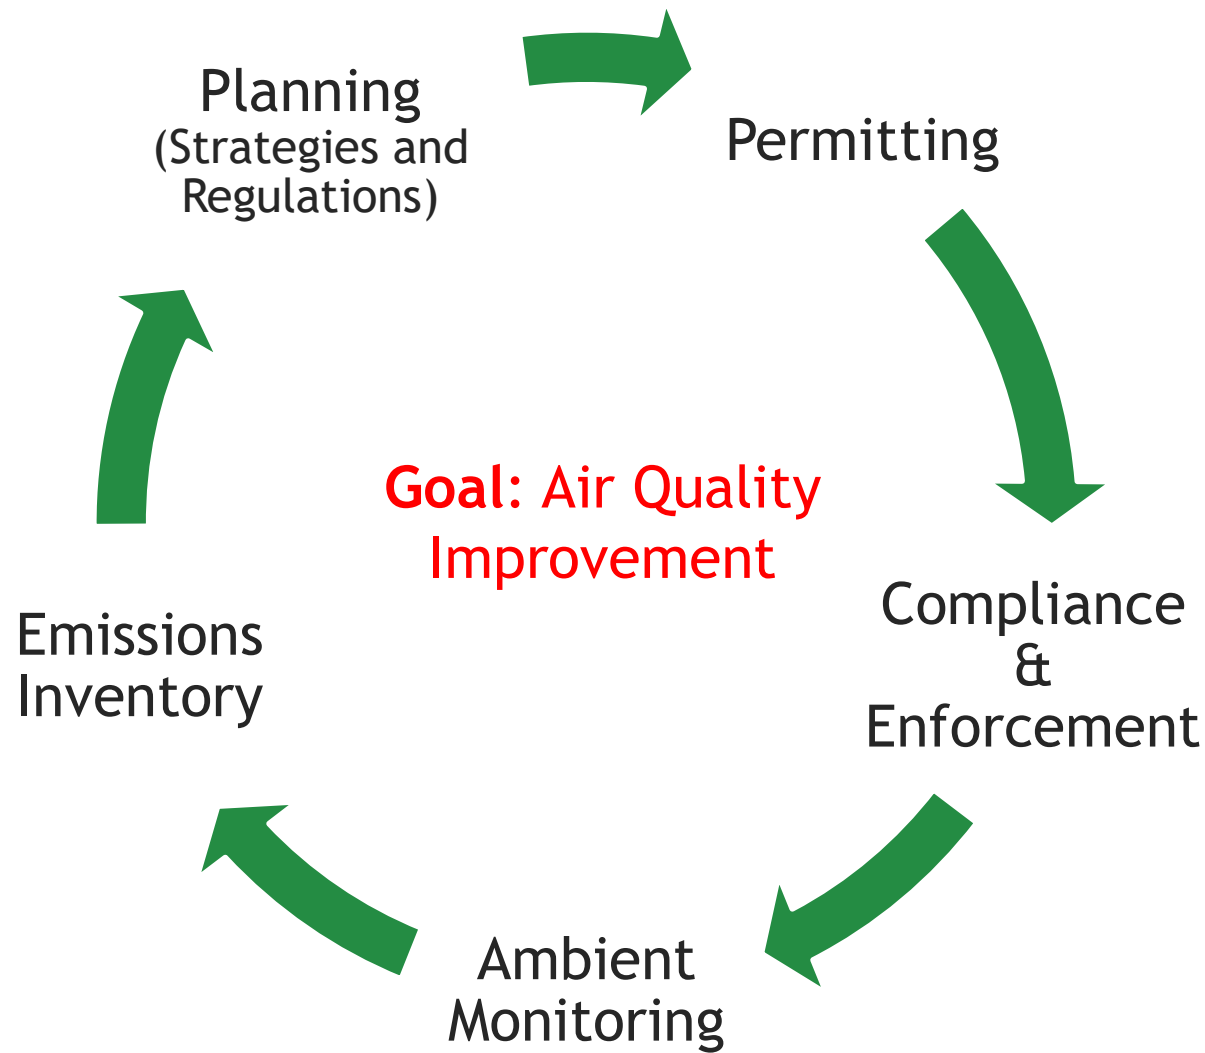 Planning
(Strategies and
Regulations)
Permitting
Goal: Air Quality
Improvement
Compliance
&
Enforcement
Emissions
Inventory
Ambient
Monitoring